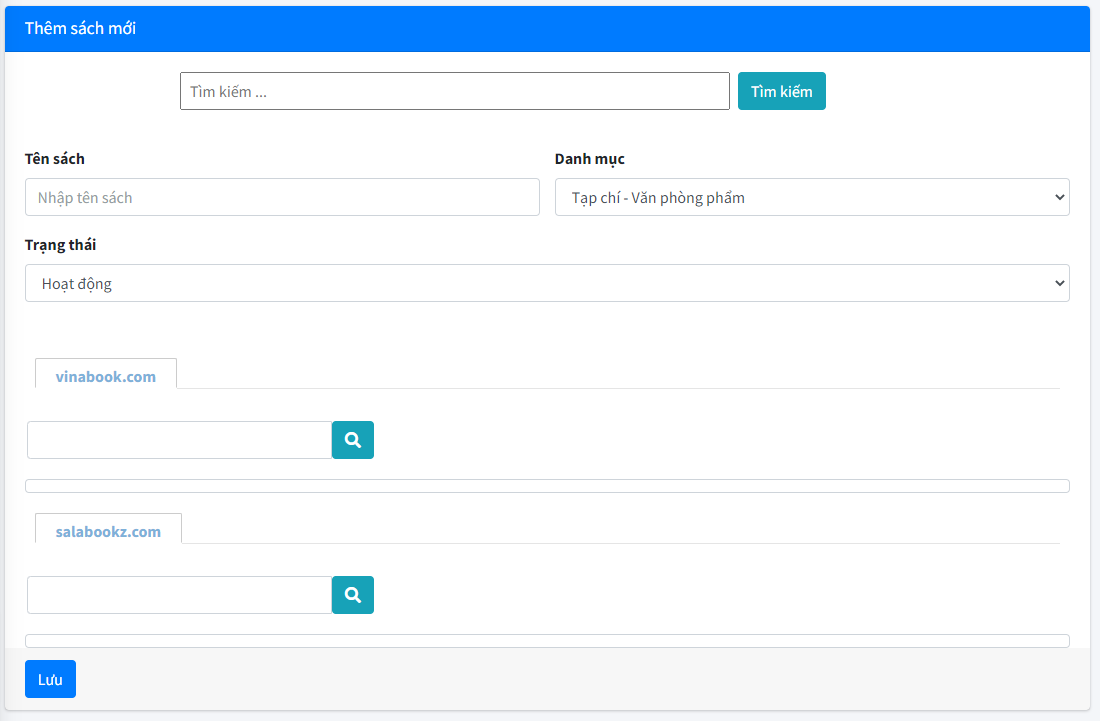 Thêm sách mới
Tìm kiếm ...
Tìm kiếm
Tên sách
Danh mục
Nhập tên sách
Tạp chí - Văn phòng phẩm
Trạng thái
Hoạt động
vinabook.com
salabookz.com
Lưu